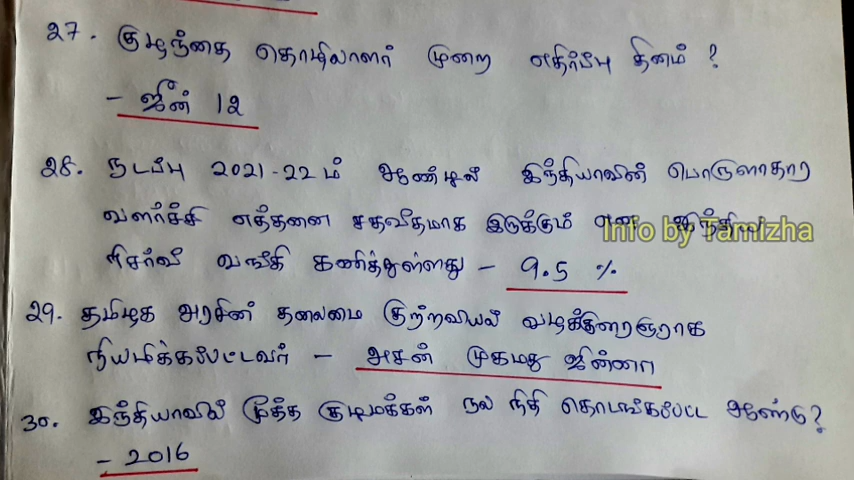 27. குழந்தை தொழிலாளர் முறை எதிர்ப்பு தினம் ?
- ஜீன் 12
28. நடப்பு 2021-22ம் ஆண்டில் இந்தியாவின் பொருளாதார
வளர்ச்சி எத்தனை சதவீதமாக இருக்கும் என இந்திய
Info by Tamizha
ரிசர்வ் வங்கி கணித்துள்ளது - 9.5 %
29. தமிழக அரசின் தலைமை குற்றவியல் வழக்கறிஞராக
நியமிக்கப்பட்டவர் - அசன் முகமது ஜின்னா
30. இந்தியாவில் மூத்த குடிமக்கள் நல நிதி தொடங்கப்பட்ட ஆண்டு?
- 2016